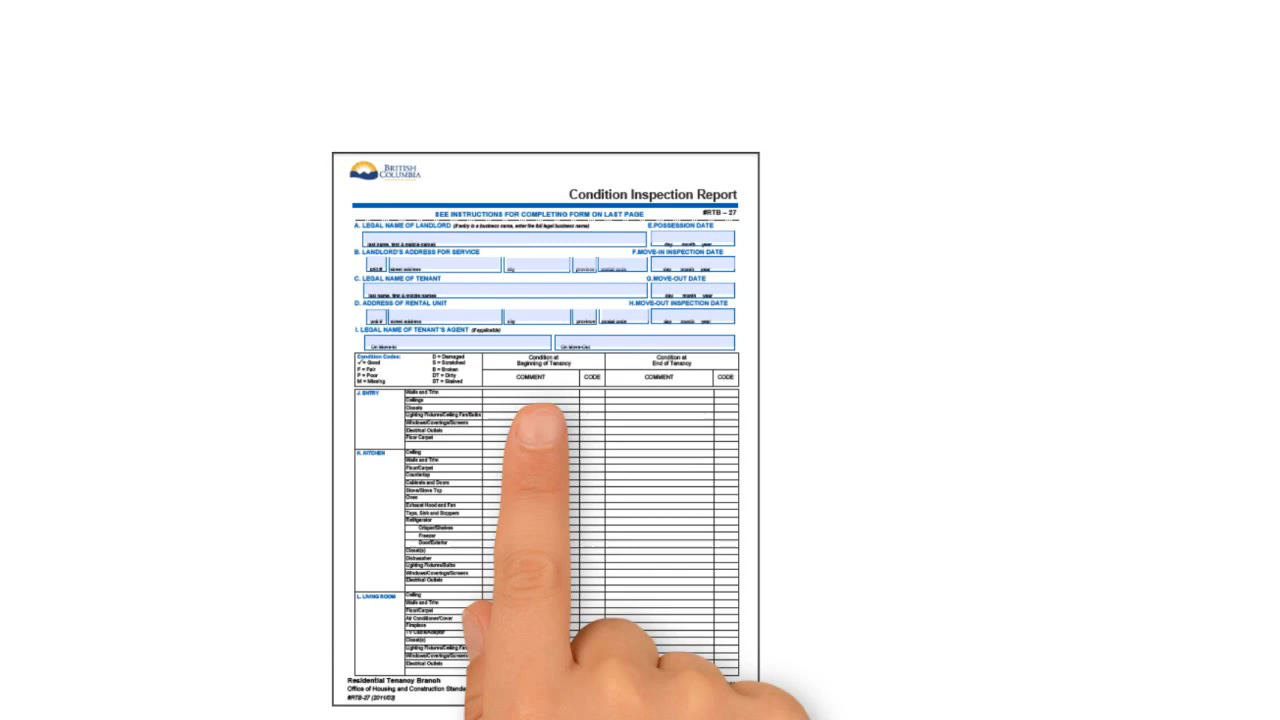 BRITISH
COLUMBIA
Condition Inspection Report
SEE INSTRUCTIONS FOR COMPLETING FORM ON LAST PAGE #RTB – 27
A. LEGAL NAME OF LANDLORD (if entry is a business name, enter the full legal business name) E.POSSESSION DATE
last name, first & middle names day month year
B. LANDLORD'S ADDRESS FOR SERVICE F.MOVE-IN INSPECTION DATE
unit # street address city province postal code day month year
C. LEGAL NAME OF TENANT G.MOVE-OUT DATE
last name, first & middle names day month year
D. ADDRESS OF RENTAL UNIT H.MOVE-OUT INSPECTION DATE
unit # street address city province postal code day month year
I. LEGAL NAME OF TENANT'S AGENT (if applicable)
On Move-In On Move-Out
Condition Codes: D = Damaged Condition at Condition at
✓= Good S = Scratched Beginning of Tenancy End of Tenancy
F = Fair B = Broken
P = Poor DT = Dirty COMMENT CODE COMMENT CODE
M = Missing ST = Stained
J. ENTRY Walls and Trim
Ceilings
Closets
Lighting Fixtures/Ceiling Fan/Bulbs
Windows/Coverings/Screens
Electrical Outlets
Floor Carpet
K. KITCHEN Ceiling
Walls and Trim
Floor/Carpet
Countertop
Cabinets and Doors
Stove/Stove Top
Oven
Exhaust Hood and Fan
Taps, Sink and Stoppers
Refrigerator
Crisper/Shelves
Freezer
Door/Exterior
Closet(s)
Dishwasher
Lighting Fixtures/Bulbs
Windows/Coverings/Screens
Electrical Outlets
L. LIVING ROOM Ceiling
Walls and Trim
Floor/Carpet
Air Conditioner/Cover
Fireplace
TV Cable/Adaptor
Closet(s)
Lighting Fixtures/Ceiling
Windows/Coverings/Screens
Electrical Outlets
Residential Tenancy Branch
Office of Housing and Construction
#RTB-27 (2011/03)